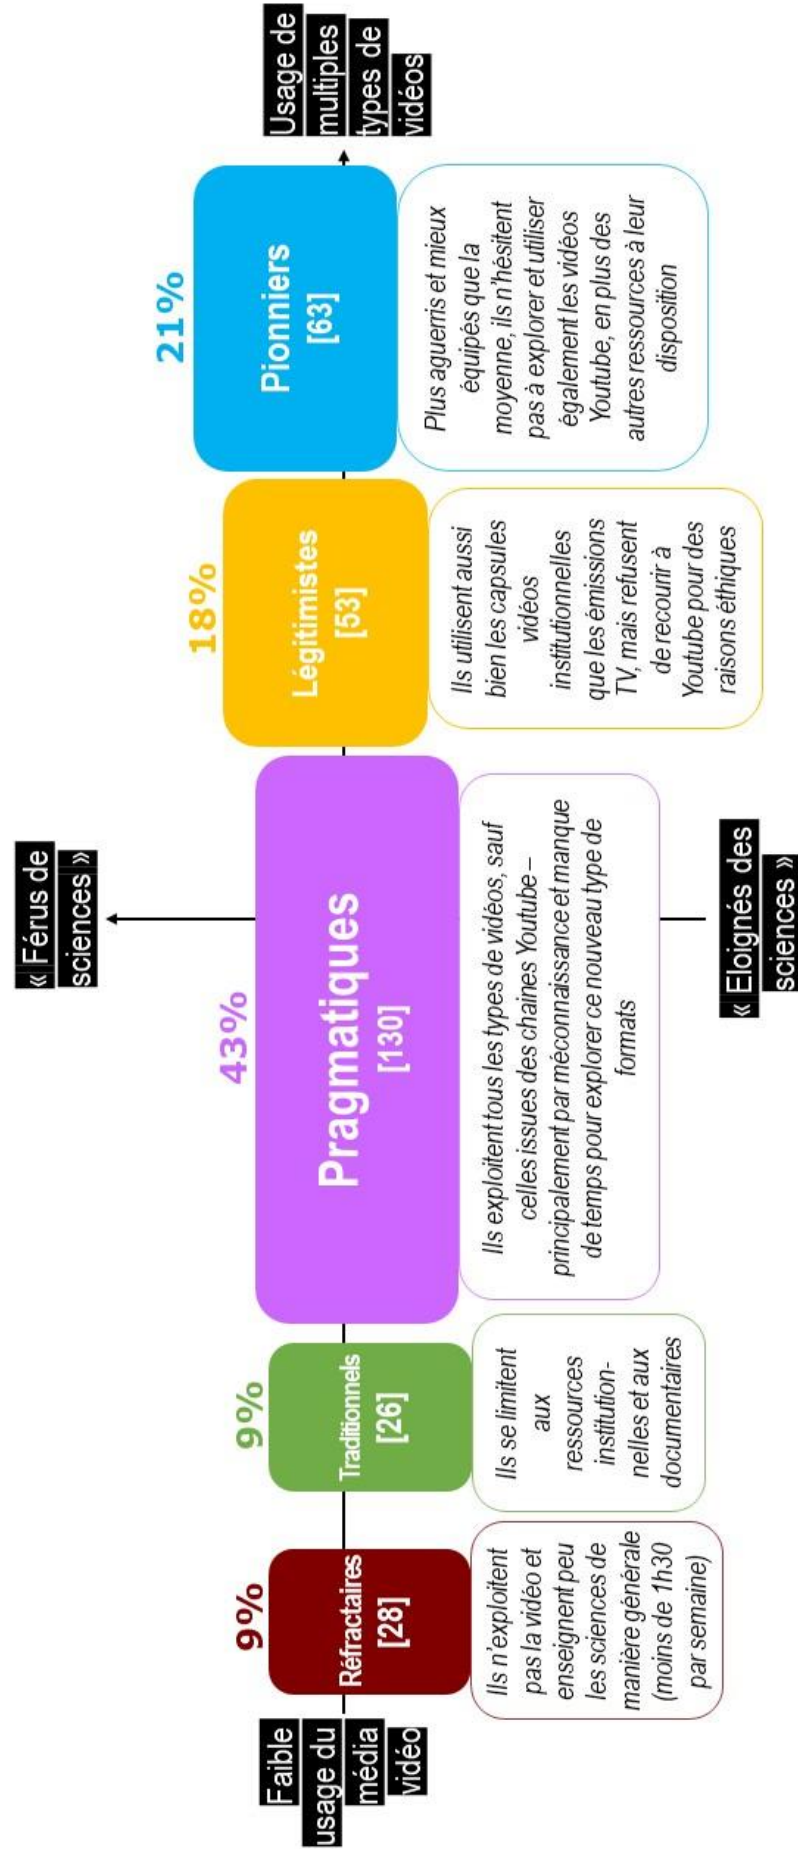 « Férus de
sciences »
Faible
usage du
média
vidéo
9%
Réfractaires
[28]
Ils n’exploitent
pas la vidéo et
enseignent peu
les sciences de
manière générale
(moins de 1h30
par semaine)
9%
Traditionnels
[26]
Ils se limitent
aux
ressources
institution-
nelles et aux
documentaires
43%
Pragmatiques
[130]
Ils exploitent tous les types de vidéos, sauf
celles issues des chaines Youtube –
principalement par méconnaissance et manque
de temps pour explorer ce nouveau type de
formats
18%
Légitimistes
[53]
Ils utilisent aussi
bien les capsules
vidéos
institutionnelles
que les émissions
TV, mais refusent
de recourir à
Youtube pour des
raisons éthiques
21%
Pionniers
[63]
Plus aguerris et mieux
équipés que la
moyenne, ils n’hésitent
pas à explorer et utiliser
également les vidéos
Youtube, en plus des
autres ressources à leur
disposition
Usage de
multiples
types de
vidéos
« Eloignés des
sciences »